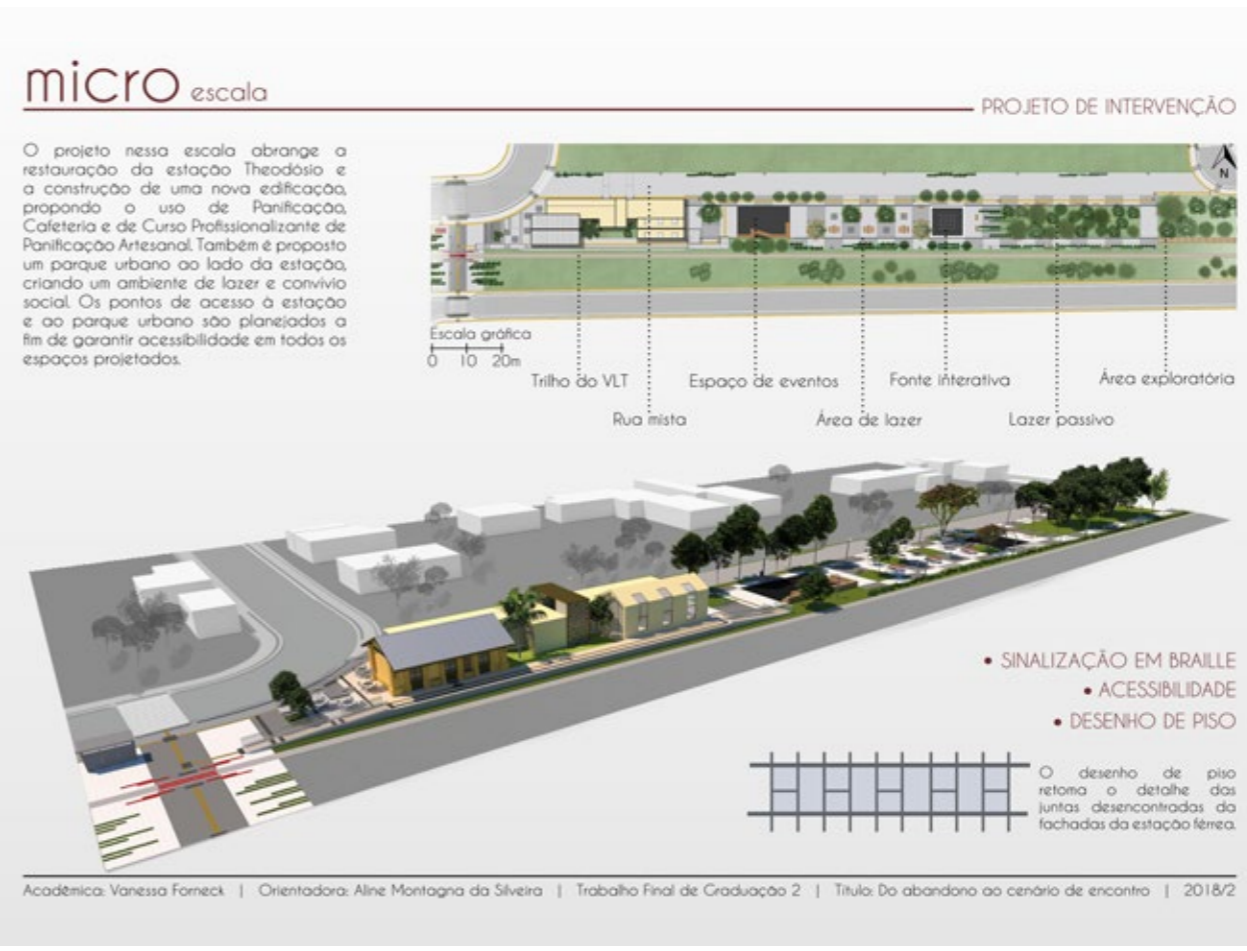 micro escala
PROJETO DE INTERVENÇÃO
O projeto nessa escala abrange a
restauração da estação Theodósio e
a construção de uma nova edificação,
propondo o uso de Panificação,
Cafeteria e de Curso Profissionalizante de
Panificação Artesanal. Também é proposto
um parque urbano ao lado da estação,
criando um ambiente de lazer e convívio
social. Os pontos de acesso à estação
e ao parque urbano são planejados a
fim de garantir acessibilidade em todos os
espaços projetados.
N
Escala gráfica
0 10 20m
Trilho do VLT
Espaço de eventos
Fonte interativa
Área exploratória
Rua mista
Área de lazer
Lazer passivo
• SINALIZAÇÃO EM BRAILLE
• ACESSIBILIDADE
• DESENHO DE PISO
O desenho de piso
retoma o detalhe das
juntas desencontradas da
fachadas da estação férrea.
Acadêmica: Vanessa Forneck | Orientadora: Aline Montagna da Silveira | Trabalho Final de Graduação 2 | Título: Do abandono ao cenário de encontro | 2018/2